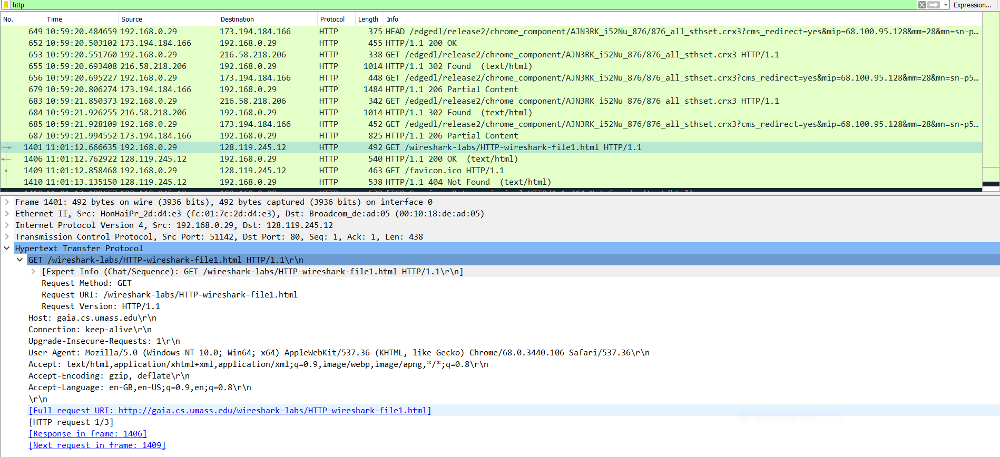 http
Expression...
No. Time Source Destination Protocol Length Info
649 10:59:20.484659 192.168.0.29 173.194.184.166 HTTP 375 HEAD /edgedl/release2/chrome_component/AJN3RK_i52Nu_876/876_all_sthset.crx3?cms_redirect=yes&mip=68.100.95.128&mm=28&mn=sn-p…
652 10:59:20.503102 173.194.184.166 192.168.0.29 HTTP 455 HTTP/1.1 200 OK
653 10:59:20.551760 192.168.0.29 216.58.218.206 HTTP 338 GET /edgedl/release2/chrome_component/AJN3RK_i52Nu_876/876_all_sthset.crx3 HTTP/1.1
655 10:59:20.693408 216.58.218.206 192.168.0.29 HTTP 1014 HTTP/1.1 302 Found  (text/html)
656 10:59:20.695227 192.168.0.29 173.194.184.166 HTTP 448 GET /edgedl/release2/chrome_component/AJN3RK_i52Nu_876/876_all_sthset.crx3?cms_redirect=yes&mip=68.100.95.128&mm=28&mn=sn-p5…
679 10:59:20.806274 173.194.184.166 192.168.0.29 HTTP 1484 HTTP/1.1 206 Partial Content
683 10:59:21.850373 192.168.0.29 216.58.218.206 HTTP 342 GET /edgedl/release2/chrome_component/AJN3RK_i52Nu_876/876_all_sthset.crx3 HTTP/1.1
684 10:59:21.926255 216.58.218.206 192.168.0.29 HTTP 1014 HTTP/1.1 302 Found  (text/html)
685 10:59:21.928109 192.168.0.29 173.194.184.166 HTTP 452 GET /edgedl/release2/chrome_component/AJN3RK_i52Nu_876/876_all_sthset.crx3?cms_redirect=yes&mip=68.100.95.128&mm=28&mn=sn-p5…
687 10:59:21.994552 173.194.184.166 192.168.0.29 HTTP 825 HTTP/1.1 206 Partial Content
1401 11:01:12.666635 192.168.0.29 128.119.245.12 HTTP 492 GET /wireshark-labs/HTTP-wireshark-file1.html HTTP/1.1
1406 11:01:12.762922 128.119.245.12 192.168.0.29 HTTP 540 HTTP/1.1 200 OK  (text/html)
1409 11:01:12.858468 192.168.0.29 128.119.245.12 HTTP 463 GET /favicon.ico HTTP/1.1
1410 11:01:13.135150 128.119.245.12 192.168.0.29 HTTP 538 HTTP/1.1 404 Not Found  (text/html)
Frame 1401: 492 bytes on wire (3936 bits), 492 bytes captured (3936 bits) on interface 0
Ethernet II, Src: HonHaiPr_2d:d4:e3 (fc:01:7c:2d:d4:e3), Dst: Broadcom_de:ad:05 (00:10:18:de:ad:05)
Internet Protocol Version 4, Src: 192.168.0.29, Dst: 128.119.245.12
Transmission Control Protocol, Src Port: 51142, Dst Port: 80, Seq: 1, Ack: 1, Len: 438
Hypertext Transfer Protocol
GET /wireshark-labs/HTTP-wireshark-file1.html HTTP/1.1\r\n
[Expert Info (Chat/Sequence): GET /wireshark-labs/HTTP-wireshark-file1.html HTTP/1.1\r\n]
Request Method: GET
Request URI: /wireshark-labs/HTTP-wireshark-file1.html
Request Version: HTTP/1.1
Host: gaia.cs.umass.edu\r\n
Connection: keep-alive\r\n
Upgrade-Insecure-Requests: 1\r\n
User-Agent: Mozilla/5.0 (Windows NT 10.0; Win64; x64) AppleWebKit/537.36 (KHTML, like Gecko) Chrome/68.0.3440.106 Safari/537.36\r\n
Accept: text/html,application/xhtml+xml,application/xml;q=0.9,image/webp,image/apng,*/*;q=0.8\r\n
Accept-Encoding: gzip, deflate\r\n
Accept-Language: en-GB,en-US;q=0.9,en;q=0.8\r\n
\r\n
[Full request URI: http://gaia.cs.umass.edu/wireshark-labs/HTTP-wireshark-file1.html]
[HTTP request 1/3]
[Response in frame: 1406]
[Next request in frame: 1409]